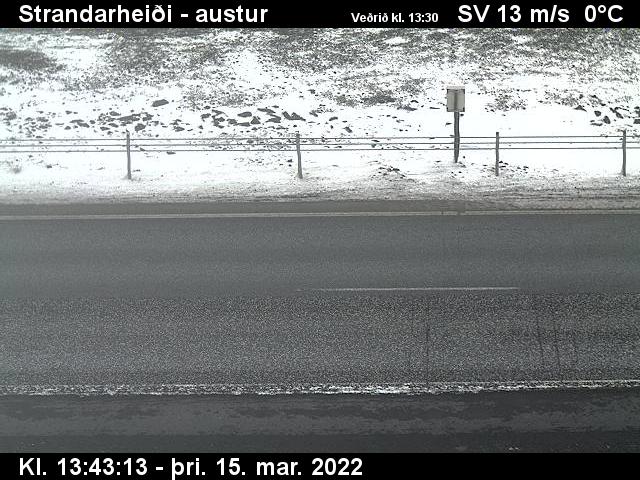 Strandarheiði - austur Veðrið kl. 13:30 SV 13 m/s 0°C
Kl. 13:43:13 - þri. 15. mar. 2022